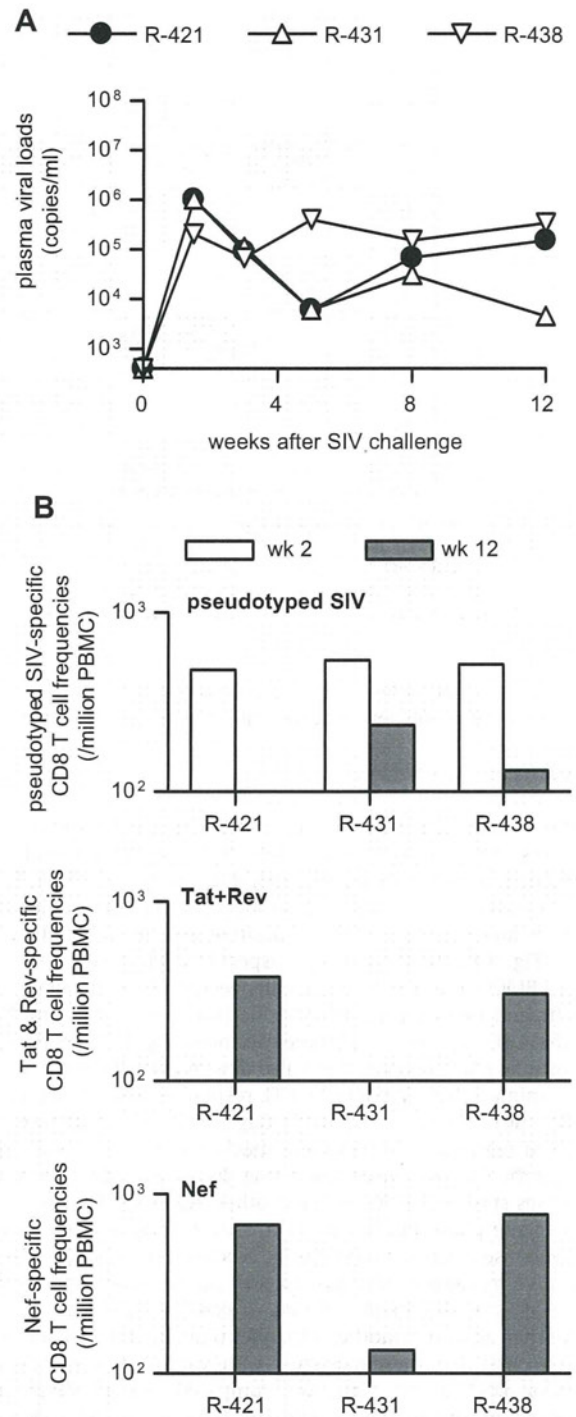 A
R-421 R-431 R-438
plasma viral loads
(copies/ml)
10⁸
10⁷
10⁶
10⁵
10⁴
10³
0 4 8 12
weeks after SIV challenge
B
wk 2 wk 12
pseudotyped SIV
pseudotyped SIV-specific
CD8 T cell frequencies
(/million PBMC)
10³
10²
R-421 R-431 R-438
Tat+Rev
Tat & Rev-specific
CD8 T cell frequencies
(/million PBMC)
10³
10²
R-421 R-431 R-438
Nef
Nef-specific
CD8 T cell frequencies
(/million PBMC)
10³
10²
R-421 R-431 R-438